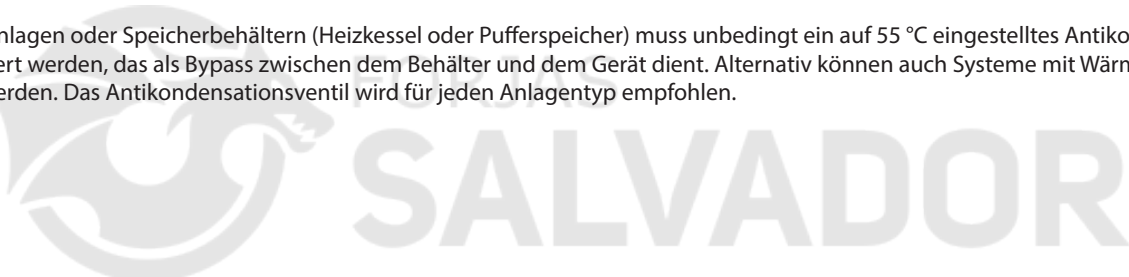 nlagen oder Speicherbehältern (Heizkessel oder Pufferspeicher) muss unbedingt ein auf 55 °C eingestelltes Antiko
ert werden, das als Bypass zwischen dem Behälter und dem Gerät dient. Alternativ können auch Systeme mit Wärm
erden. Das Antikondensationsventil wird für jeden Anlagentyp empfohlen.
FORJAS
SALVADOR